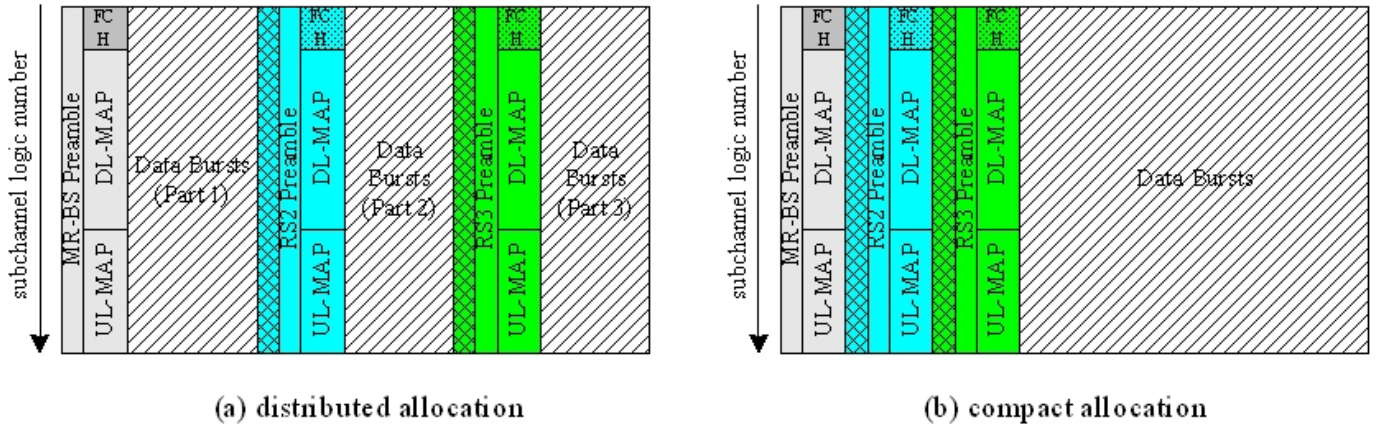 subchannel logic number
MR-BS Preamble
FC
H
DL-MAP
UL-MAP
Data Bursts
(Part 1)
RS2 Preamble
FC
H
DL-MAP
UL-MAP
Data
Bursts
(Part 2)
RS3 Preamble
FC
H
DL-MAP
UL-MAP
Data
Bursts
(Part 3)
(a) distributed allocation
subchannel logic number
MR-BS Preamble
FC
H
DL-MAP
UL-MAP
RS2 Preamble
FC
H
DL-MAP
UL-MAP
RS3 Preamble
FC
H
DL-MAP
UL-MAP
Data Bursts
(b) compact allocation